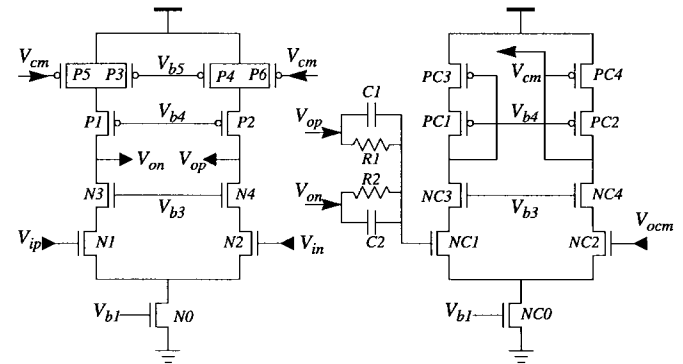 Vcm P5 P3 Vb5 P4 P6 Vcm
P1 Vb4 P2
Von Vop
N3 Vb3 N4
Vip N1 N2 Vin
Vb1 N0
C1
Vop
R1
R2
Von
C2
PC3 Vcm PC4
PC1 Vb4 PC2
NC3 Vb3 NC4
NC1 NC2 Vocm
Vb1 NC0